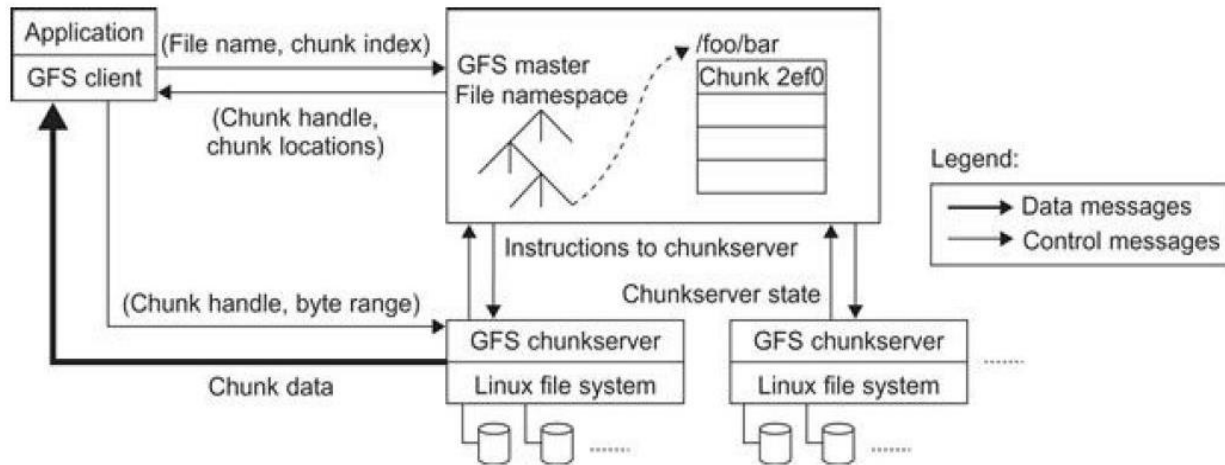 Application
GFS client
(File name, chunk index)
(Chunk handle,
chunk locations)
GFS master
File namespace
/foo/bar
Chunk 2ef0
Legend:
Data messages
Control messages
Instructions to chunkserver
Chunkserver state
(Chunk handle, byte range)
Chunk data
GFS chunkserver
Linux file system
GFS chunkserver
Linux file system